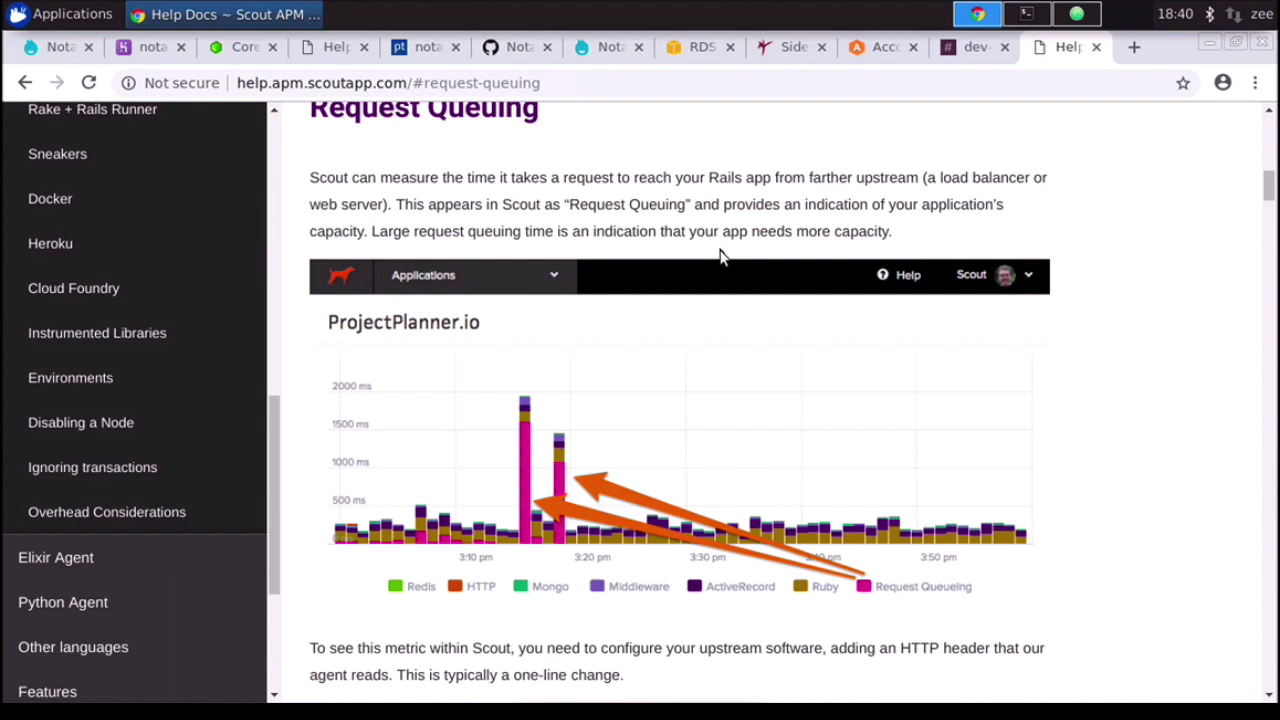 Applications
Help Docs ~ Scout APM ...
18:40
zee
Nota
nota
Core
Help
nota
Nota
Nota
RDS
Side
Acco
dev-
Help
Not secure
help.apm.scoutapp.com/#request-queuing
Rake + Rails Runner
Sneakers
Docker
Heroku
Cloud Foundry
Instrumented Libraries
Environments
Disabling a Node
Ignoring transactions
Overhead Considerations
Elixir Agent
Python Agent
Other languages
Features
Request Queuing
Scout can measure the time it takes a request to reach your Rails app from farther upstream (a load balancer or
web server). This appears in Scout as “Request Queuing” and provides an indication of your application’s
capacity. Large request queuing time is an indication that your app needs more capacity.
Applications
Help
Scout
ProjectPlanner.io
2000 ms
1500 ms
1000 ms
500 ms
0
3:10 pm
3:20 pm
3:30 pm
3:40 pm
3:50 pm
Redis
HTTP
Mongo
Middleware
ActiveRecord
Ruby
Request Queueing
To see this metric within Scout, you need to configure your upstream software, adding an HTTP header that our
agent reads. This is typically a one-line change.